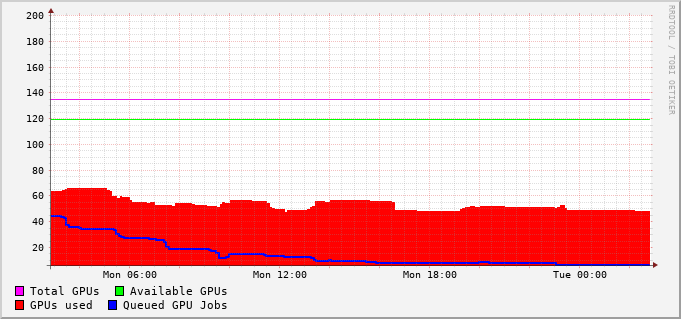 200
180
160
140
120
100
80
60
40
20
Mon 06:00 Mon 12:00 Mon 18:00 Tue 00:00
Total GPUs Available GPUs
GPUs used Queued GPU Jobs
RRDTOOL / TOBI OETIKER